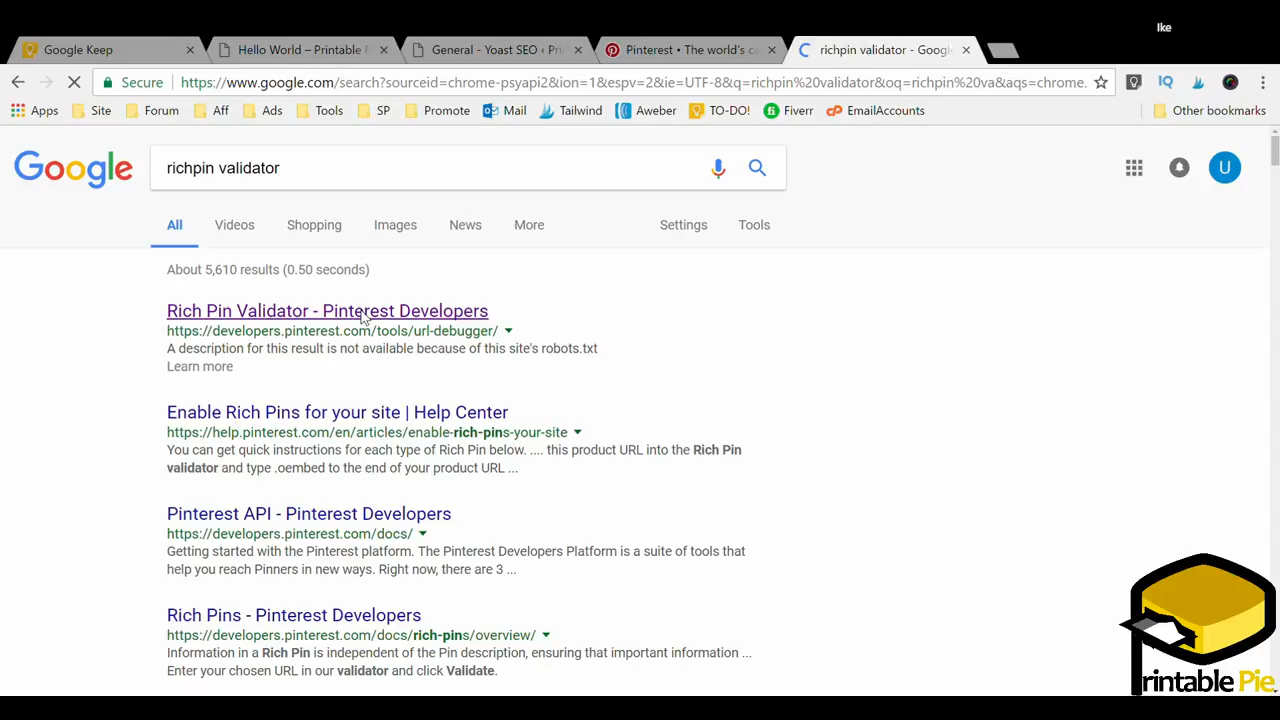 Ike
Google Keep
Hello World – Printable P
General - Yoast SEO ‹ Pri
Pinterest • The world's ca
richpin validator - Googl
Secure
https://www.google.com/search?sourceid=chrome-psyapi2&ion=1&espv=2&ie=UTF-8&q=richpin%20validator&oq=richpin%20va&aqs=chrome.
IQ
Apps Site Forum Aff Ads Tools SP Promote Mail Tailwind Aweber TO-DO! Fiverr EmailAccounts Other bookmarks
Google
richpin validator
U
All Videos Shopping Images News More Settings Tools
About 5,610 results (0.50 seconds)
Rich Pin Validator - Pinterest Developers
https://developers.pinterest.com/tools/url-debugger/
A description for this result is not available because of this site's robots.txt
Learn more
Enable Rich Pins for your site | Help Center
https://help.pinterest.com/en/articles/enable-rich-pins-your-site
You can get quick instructions for each type of Rich Pin below. .... this product URL into the Rich Pin
validator and type .oembed to the end of your product URL ...
Pinterest API - Pinterest Developers
https://developers.pinterest.com/docs/
Getting started with the Pinterest platform. The Pinterest Developers Platform is a suite of tools that
help you reach Pinners in new ways. Right now, there are 3 ...
Rich Pins - Pinterest Developers
https://developers.pinterest.com/docs/rich-pins/overview/
Information in a Rich Pin is independent of the Pin description, ensuring that important information ...
Enter your chosen URL in our validator and click Validate.
Printable Pie.